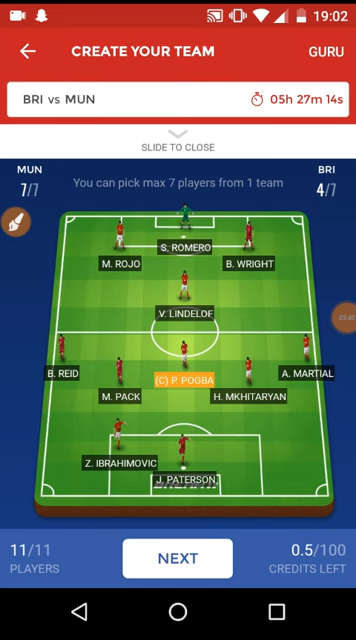 19:02
CREATE YOUR TEAM
GURU
BRI vs MUN
05h 27m 14s
SLIDE TO CLOSE
MUN
BRI
7/7
You can pick max 7 players from 1 team
4/7
S. ROMERO
M. ROJO
B. WRIGHT
V. LINDELOF
B. REID
(C) P. POGBA
A. MARTIAL
M. PACK
H. MKHITARYAN
Z. IBRAHIMOVIC
J. PATERSON
11/11
PLAYERS
NEXT
0.5/100
CREDITS LEFT